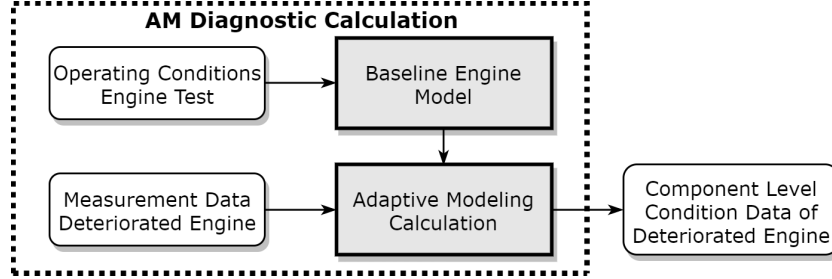 AM Diagnostic Calculation
Operating Conditions
Engine Test
Baseline Engine
Model
Measurement Data
Deteriorated Engine
Adaptive Modeling
Calculation
Component Level
Condition Data of
Deteriorated Engine